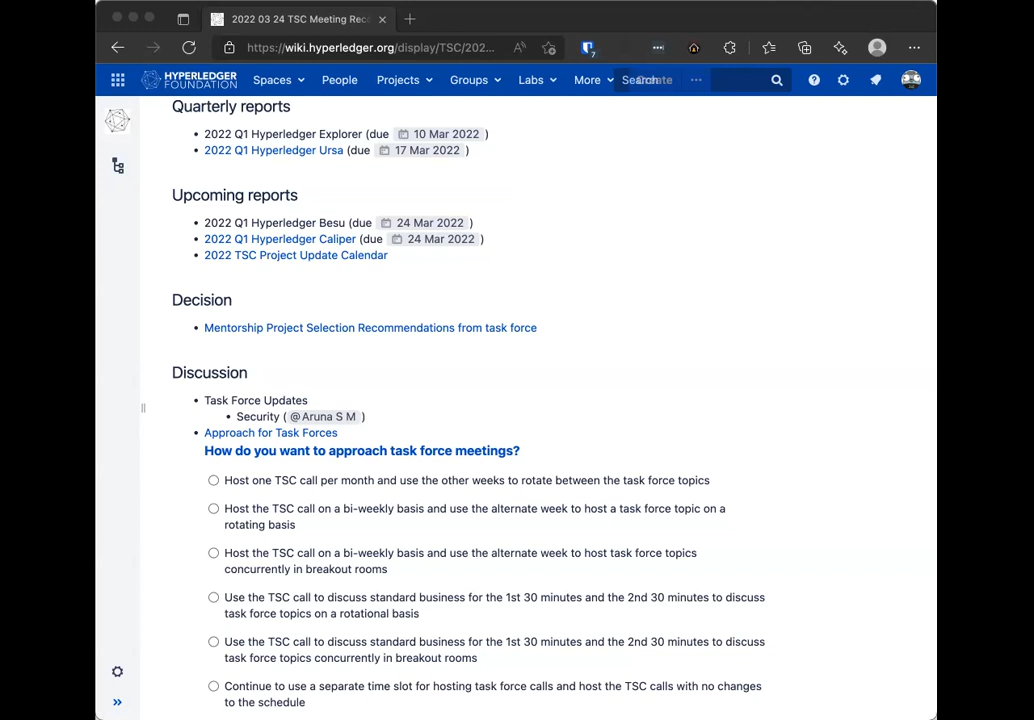 2022 03 24 TSC Meeting Reco
https://wiki.hyperledger.org/display/TSC/202...
7
HYPERLEDGER FOUNDATION
Spaces People Projects Groups Labs More Search Create
Quarterly reports
• 2022 Q1 Hyperledger Explorer (due 10 Mar 2022 )
• 2022 Q1 Hyperledger Ursa (due 17 Mar 2022 )
Upcoming reports
• 2022 Q1 Hyperledger Besu (due 24 Mar 2022 )
• 2022 Q1 Hyperledger Caliper (due 24 Mar 2022 )
• 2022 TSC Project Update Calendar
Decision
• Mentorship Project Selection Recommendations from task force
Discussion
• Task Force Updates
• Security ( @Aruna S M )
• Approach for Task Forces
How do you want to approach task force meetings?
Host one TSC call per month and use the other weeks to rotate between the task force topics
Host the TSC call on a bi-weekly basis and use the alternate week to host a task force topic on a
rotating basis
Host the TSC call on a bi-weekly basis and use the alternate week to host task force topics
concurrently in breakout rooms
Use the TSC call to discuss standard business for the 1st 30 minutes and the 2nd 30 minutes to discuss
task force topics on a rotational basis
Use the TSC call to discuss standard business for the 1st 30 minutes and the 2nd 30 minutes to discuss
task force topics concurrently in breakout rooms
Continue to use a separate time slot for hosting task force calls and host the TSC calls with no changes
to the schedule